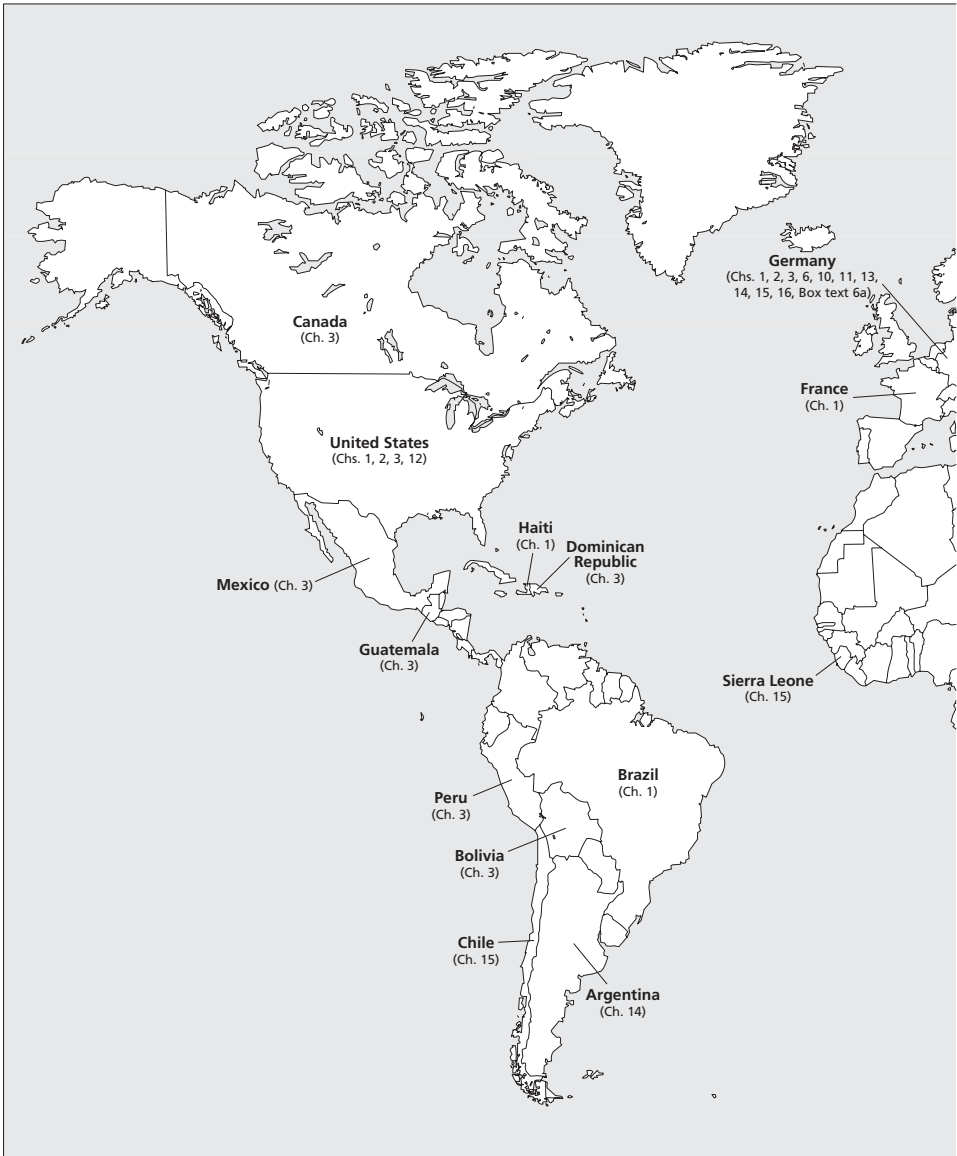 Germany
(Chs. 1, 2, 3, 6, 10, 11, 13,
14, 15, 16, Box text 6a)
Canada
(Ch. 3)
France
(Ch. 1)
United States
(Chs. 1, 2, 3, 12)
Haiti
(Ch. 1)
Dominican
Republic
(Ch. 3)
Mexico (Ch. 3)
Guatemala
(Ch. 3)
Sierra Leone
(Ch. 15)
Brazil
(Ch. 1)
Peru
(Ch. 3)
Bolivia
(Ch. 3)
Chile
(Ch. 15)
Argentina
(Ch. 14)